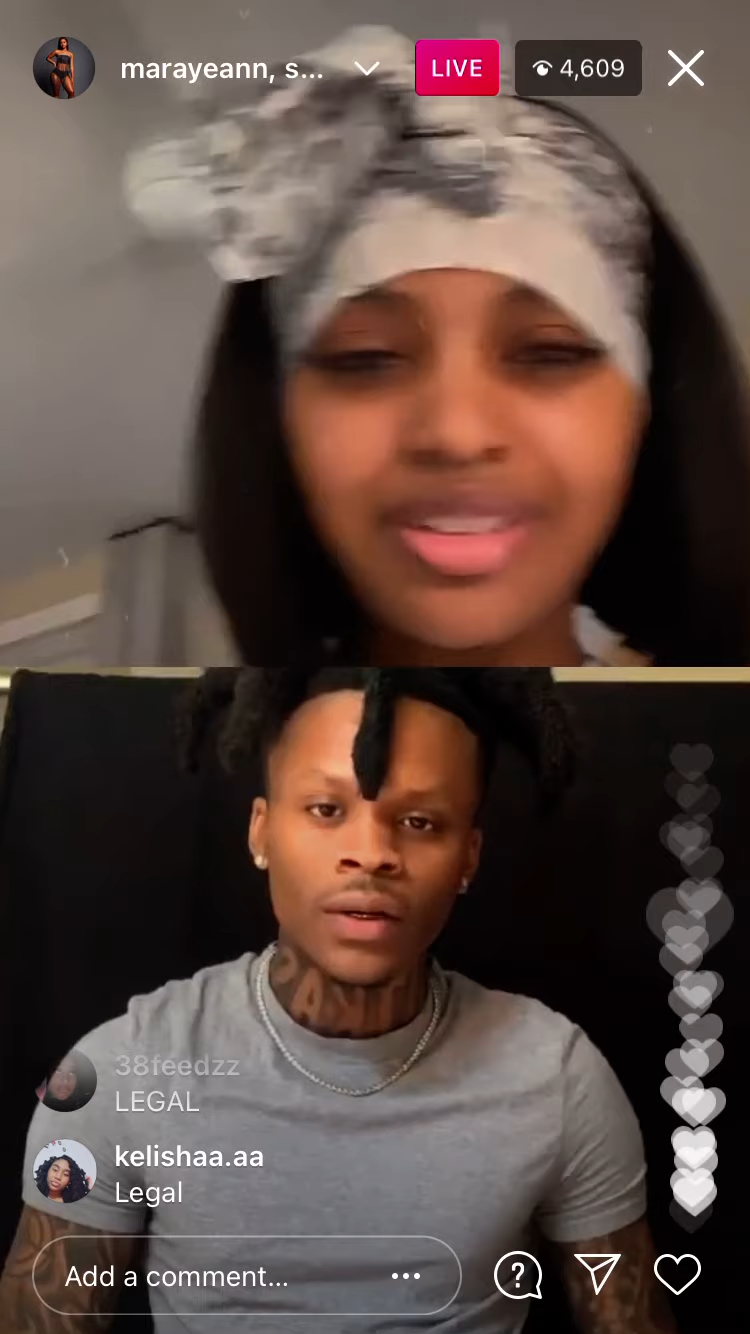 marayeann, s...
LIVE
4,609
38feedzz
LEGAL
kelishaa.aa
Legal
Add a comment...